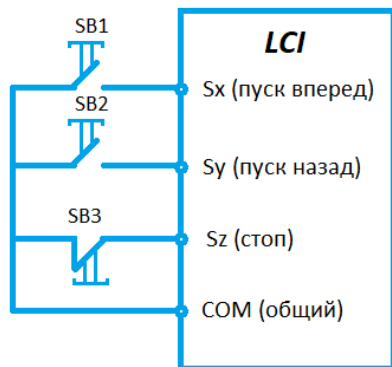 SB1
LCI
Sx (пуск вперед)
SB2
Sy (пуск назад)
SB3
Sz (стоп)
COM (общий)